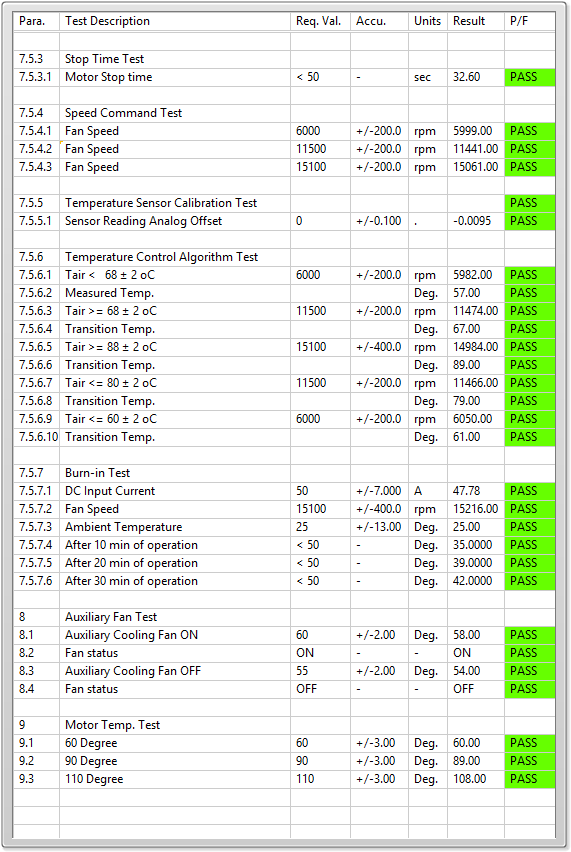 Para. Test Description Req. Val. Accu. Units Result P/F
7.5.3 Stop Time Test
7.5.3.1 Motor Stop time < 50 - sec 32.60 PASS
7.5.4 Speed Command Test
7.5.4.1 Fan Speed 6000 +/-200.0 rpm 5999.00 PASS
7.5.4.2 Fan Speed 11500 +/-200.0 rpm 11441.00 PASS
7.5.4.3 Fan Speed 15100 +/-200.0 rpm 15061.00 PASS
7.5.5 Temperature Sensor Calibration Test PASS
7.5.5.1 Sensor Reading Analog Offset 0 +/-0.100 . -0.0095 PASS
7.5.6 Temperature Control Algorithm Test
7.5.6.1 Tair < 68 ± 2 oC 6000 +/-200.0 rpm 5982.00 PASS
7.5.6.2 Measured Temp. Deg. 57.00 PASS
7.5.6.3 Tair >= 68 ± 2 oC 11500 +/-200.0 rpm 11474.00 PASS
7.5.6.4 Transition Temp. Deg. 67.00 PASS
7.5.6.5 Tair >= 88 ± 2 oC 15100 +/-400.0 rpm 14984.00 PASS
7.5.6.6 Transition Temp. Deg. 89.00 PASS
7.5.6.7 Tair <= 80 ± 2 oC 11500 +/-200.0 rpm 11466.00 PASS
7.5.6.8 Transition Temp. Deg. 79.00 PASS
7.5.6.9 Tair <= 60 ± 2 oC 6000 +/-200.0 rpm 6050.00 PASS
7.5.6.10 Transition Temp. Deg. 61.00 PASS
7.5.7 Burn-in Test
7.5.7.1 DC Input Current 50 +/-7.000 A 47.78 PASS
7.5.7.2 Fan Speed 15100 +/-400.0 rpm 15216.00 PASS
7.5.7.3 Ambient Temperature 25 +/-13.00 Deg. 25.00 PASS
7.5.7.4 After 10 min of operation < 50 - Deg. 35.0000 PASS
7.5.7.5 After 20 min of operation < 50 - Deg. 39.0000 PASS
7.5.7.6 After 30 min of operation < 50 - Deg. 42.0000 PASS
8 Auxiliary Fan Test
8.1 Auxiliary Cooling Fan ON 60 +/-2.00 Deg. 58.00 PASS
8.2 Fan status ON - - ON PASS
8.3 Auxiliary Cooling Fan OFF 55 +/-2.00 Deg. 54.00 PASS
8.4 Fan status OFF - - OFF PASS
9 Motor Temp. Test
9.1 60 Degree 60 +/-3.00 Deg. 60.00 PASS
9.2 90 Degree 90 +/-3.00 Deg. 89.00 PASS
9.3 110 Degree 110 +/-3.00 Deg. 108.00 PASS